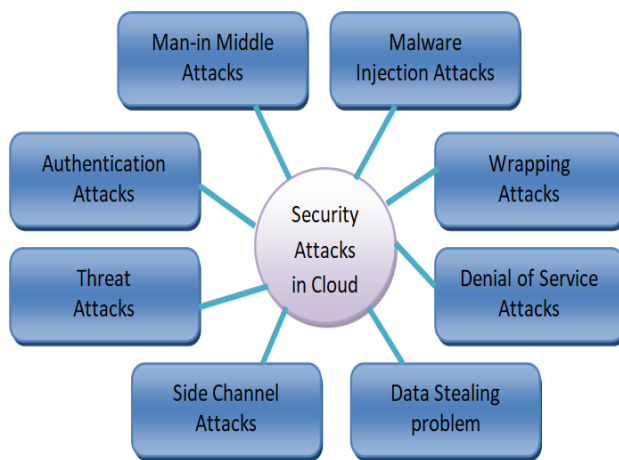 Man-in Middle
Attacks
Malware
Injection Attacks
Authentication
Attacks
Wrapping
Attacks
Security
Attacks
in Cloud
Threat
Attacks
Denial of Service
Attacks
Side Channel
Attacks
Data Stealing
problem